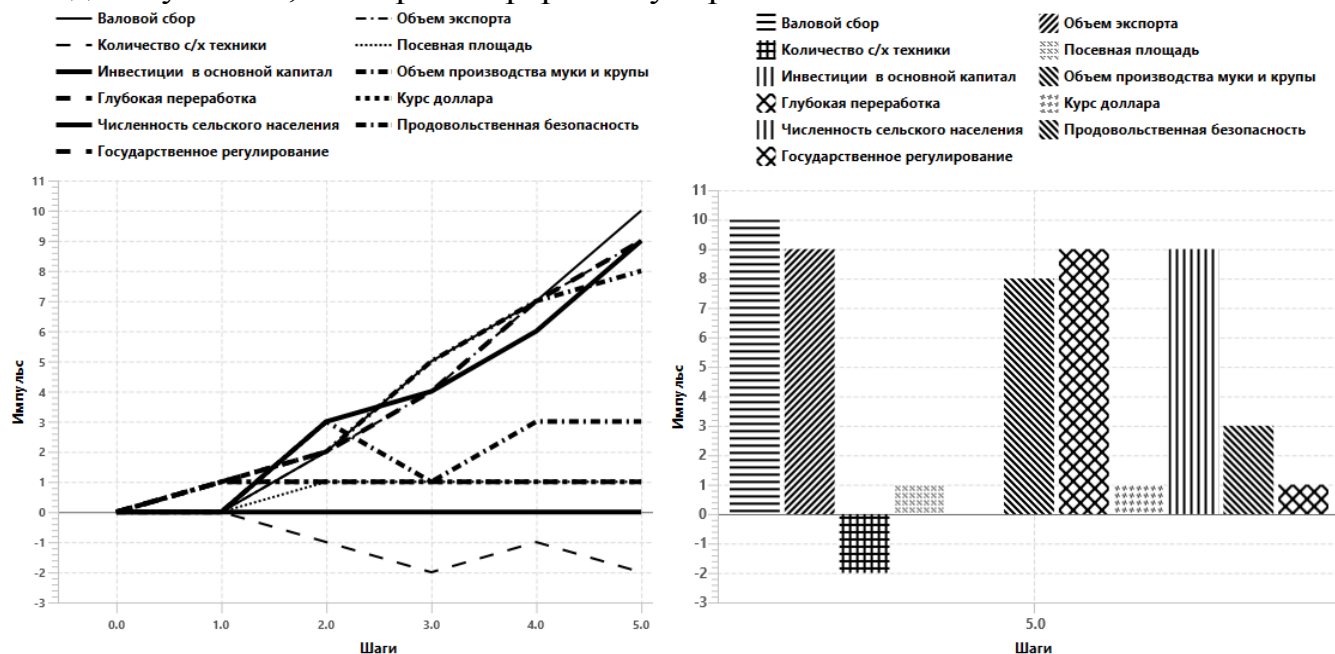 Валовой сбор
Объем экспорта
Количество с/х техники
Посевная площадь
Инвестиции в основной капитал
Объем производства муки и крупы
Глубокая переработка
Курс доллара
Численность сельского населения
Продовольственная безопасность
Государственное регулирование
11
10
9
8
7
6
5
4
3
2
1
0
-1
-2
-3
Импульс
0.0 1.0 2.0 3.0 4.0 5.0
Шаги
Валовой сбор
Объем экспорта
Количество с/х техники
Посевная площадь
Инвестиции в основной капитал
Объем производства муки и крупы
Глубокая переработка
Курс доллара
Численность сельского населения
Продовольственная безопасность
Государственное регулирование
11
10
9
8
7
6
5
4
3
2
1
0
-1
-2
-3
Импульс
5.0
Шаги